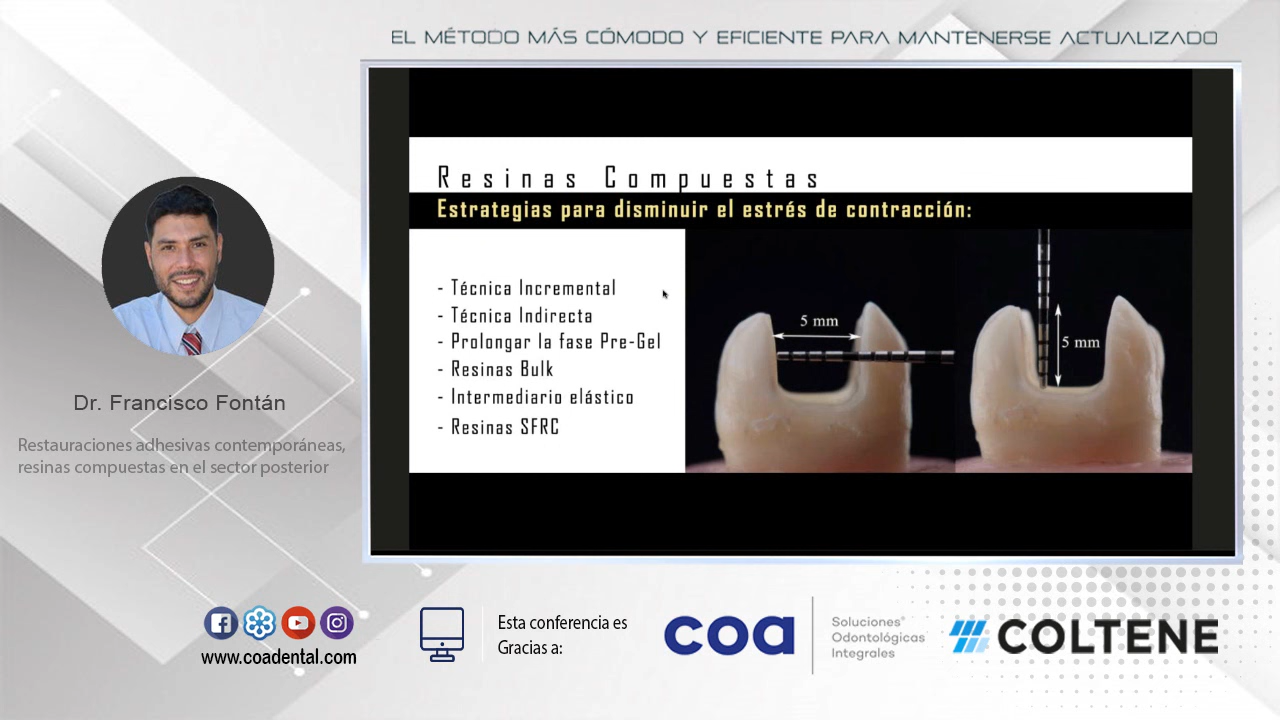 EL MÉTODO MÁS CÓMODO Y EFICIENTE PARA MANTENERSE ACTUALIZADO
Resinas Compuestas
Estrategias para disminuir el estrés de contracción:
- Técnica Incremental
- Técnica Indirecta
- Prolongar la fase Pre-Gel
- Resinas Bulk
- Intermediario elástico
- Resinas SFRC
5 mm
5 mm
Dr. Francisco Fontán
Restauraciones adhesivas contemporáneas,
resinas compuestas en el sector posterior
www.coadental.com
Esta conferencia es
Gracias a:
coa
Soluciones®
Odontológicas
Integrales
COLTENE